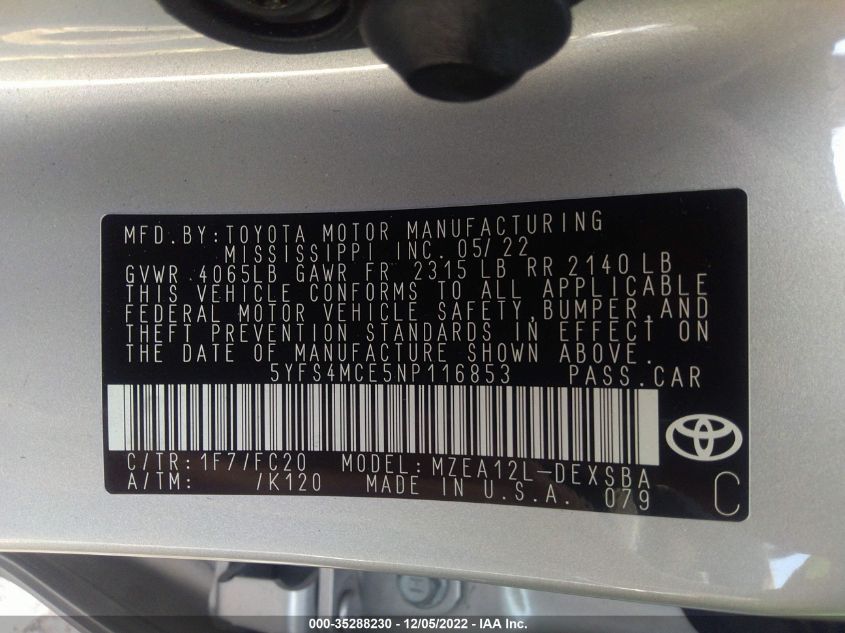 MFD.BY:TOYOTA MOTOR MANUFACTURING
MISSISSIPPI INC. 05/22
GVWR 4065LB GAWR FR 2315 LB RR 2140 LB
THIS VEHICLE CONFORMS TO ALL APPLICABLE
FEDERAL MOTOR VEHICLE SAFETY,BUMPER,AND
THEFT PREVENTION STANDARDS IN EFFECT ON
THE DATE OF MANUFACTURE SHOWN ABOVE.
5YFS4MCE5NP116853 PASS.CAR
C/TR:1F7/FC20 MODEL:MZEA12L-DEXSBA
A/TM: /K120 MADE IN U.S.A. 079
C
000-35288230 - 12/05/2022 - IAA Inc.